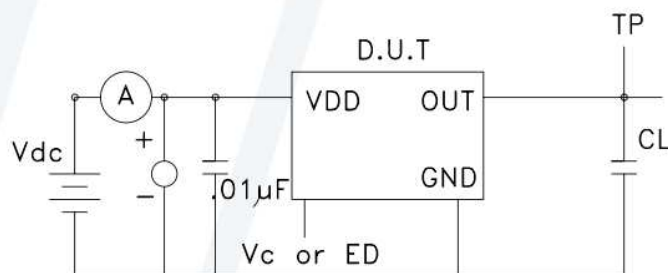 TP
D.U.T
A
VDD
OUT
Vdc
+
-
.01μF
GND
CL
Vc or ED